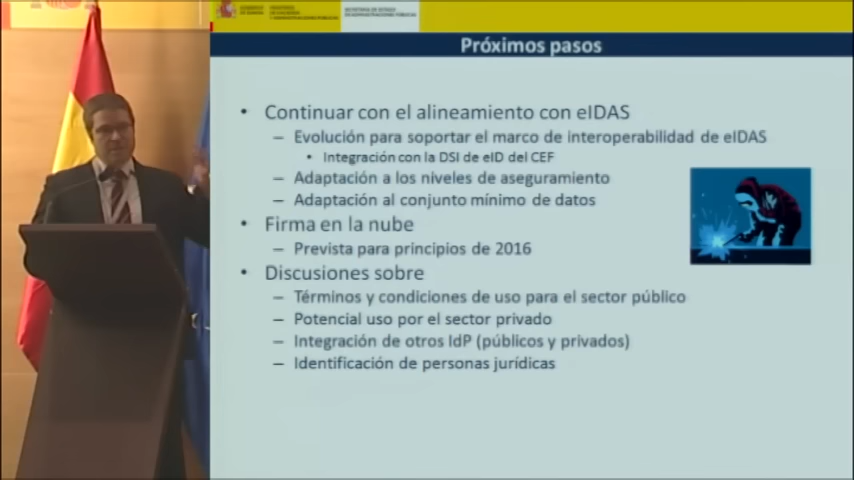 Próximos pasos
• Continuar con el alineamiento con eIDAS
– Evolución para soportar el marco de interoperabilidad de eIDAS
• Integración con la DSI de eID del CEF
– Adaptación a los niveles de aseguramiento
– Adaptación al conjunto mínimo de datos
• Firma en la nube
– Prevista para principios de 2016
• Discusiones sobre
– Términos y condiciones de uso para el sector público
– Potencial uso por el sector privado
– Integración de otros IdP (públicos y privados)
– Identificación de personas jurídicas